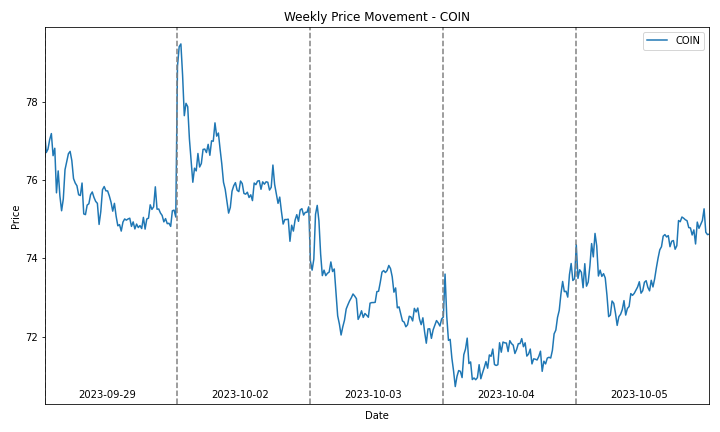 Weekly Price Movement - COIN
COIN
Price
78
76
74
72
2023-09-29 2023-10-02 2023-10-03 2023-10-04 2023-10-05
Date